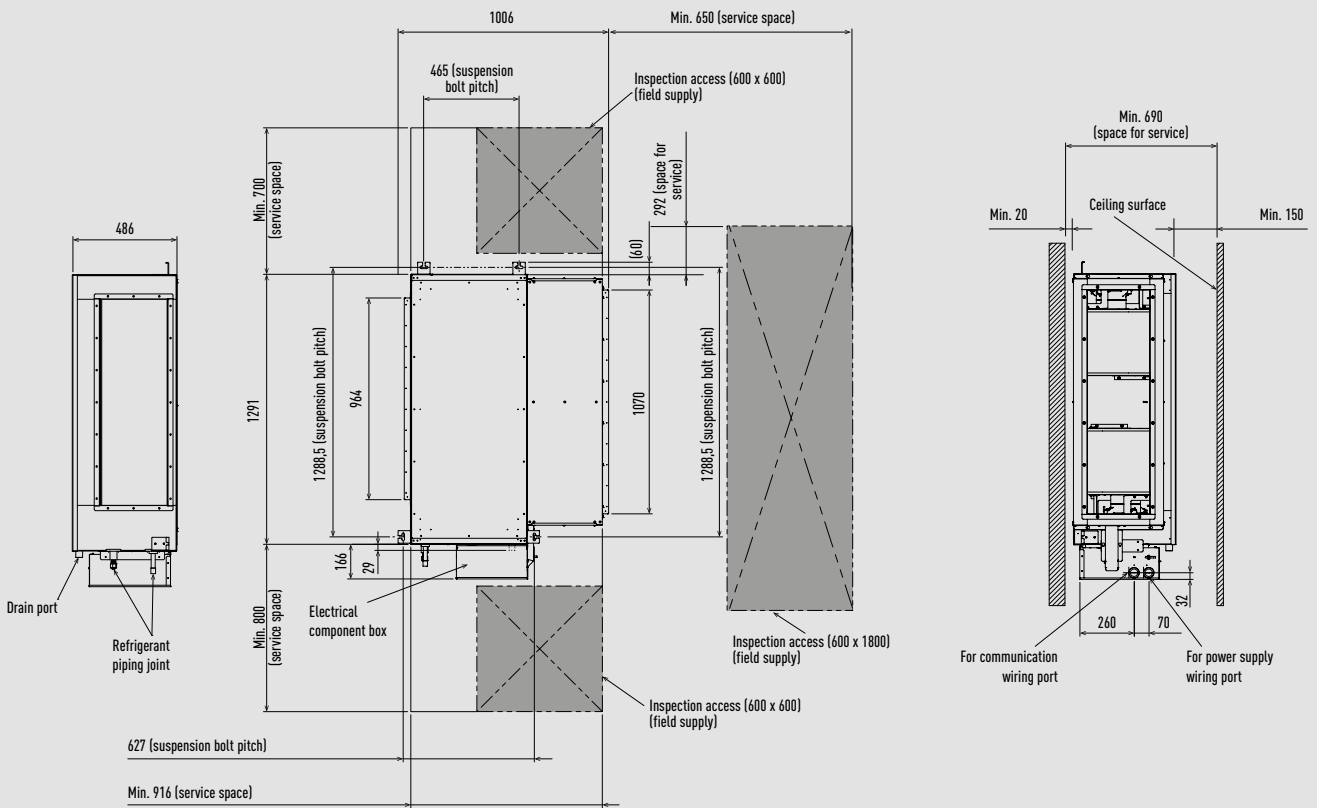 1006
Min. 650 (service space)
465 (suspension
bolt pitch)
Inspection access (600 x 600)
(field supply)
Min. 700
(service space)
292 (space for
service)
(60)
486
1291
1288,5 (suspension bolt pitch)
964
1070
1288,5 (suspension bolt pitch)
166
29
Drain port
Refrigerant
piping joint
Min. 800
(service space)
Electrical
component box
Inspection access (600 x 1800)
(field supply)
Inspection access (600 x 600)
(field supply)
627 (suspension bolt pitch)
Min. 916 (service space)
Min. 690
(space for service)
Ceiling surface
Min. 20
Min. 150
32
260
70
For communication
wiring port
For power supply
wiring port